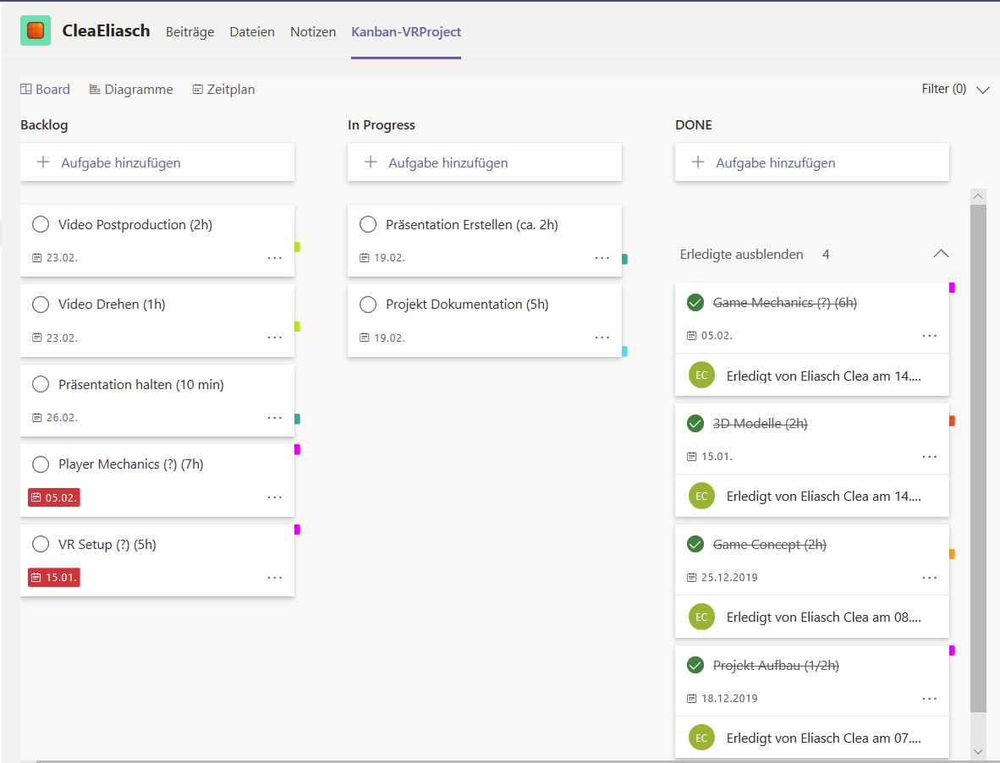 CleaEliasch Beiträge Dateien Notizen Kanban-VRProject
Board Diagramme Zeitplan Filter (0)
Backlog
Aufgabe hinzufügen
Video Postproduction (2h)
23.02.
Video Drehen (1h)
23.02.
Präsentation halten (10 min)
26.02.
Player Mechanics (?) (7h)
05.02.
VR Setup (?) (5h)
15.01.
In Progress
Aufgabe hinzufügen
Präsentation Erstellen (ca. 2h)
19.02.
Projekt Dokumentation (5h)
19.02.
DONE
Aufgabe hinzufügen
Erledigte ausblenden 4
Game Mechanics (?) (6h)
05.02.
EC Erledigt von Eliasch Clea am 14....
3D Modelle (2h)
15.01.
EC Erledigt von Eliasch Clea am 14....
Game Concept (2h)
25.12.2019
EC Erledigt von Eliasch Clea am 08....
Projekt Aufbau (1/2h)
18.12.2019
EC Erledigt von Eliasch Clea am 07....